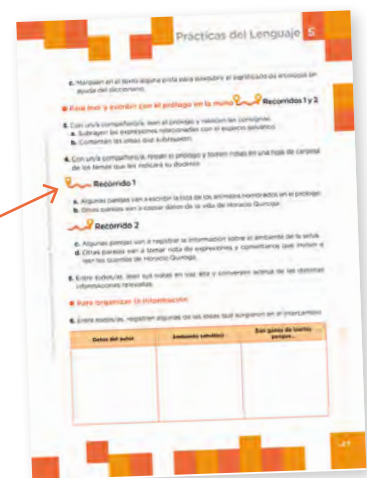 Prácticas del Lenguaje 5
c. Marquen en el texto alguna pista para descubrir el significado de sin
ayuda del diccionario.
Para leer y escribir con el prólogo en la mano Recorridos 1 y 2
3. Con un/a compañero/a, lean el prólogo y realicen las consignas.
a. Subrayen las expresiones relacionadas con el espacio selvático.
b. Comenten las ideas que subrayaron.
4. Con un/a compañero/a, relean el prólogo y tomen notas en una hoja de carpeta
de los temas que les indicará su docente.
Recorrido 1
a. Algunas parejas van a escribir la lista de los animales nombrados en el prólogo.
b. Otras parejas van a copiar datos de la vida de Horacio Quiroga.
Recorrido 2
c. Algunas parejas van a registrar la información sobre el ambiente de la selva.
d. Otras parejas van a tomar nota de expresiones y comentarios que inviten a
leer los cuentos de Horacio Quiroga.
5. Entre todos/as, lean sus notas en voz alta y conversen acerca de las distintas
informaciones relevadas.
Para organizar la información
6. Entre todos/as, registren algunas de las ideas que surgieron en el intercambio.
Datos del autor Ambiente selvático Dan ganas de leerlos
porque...